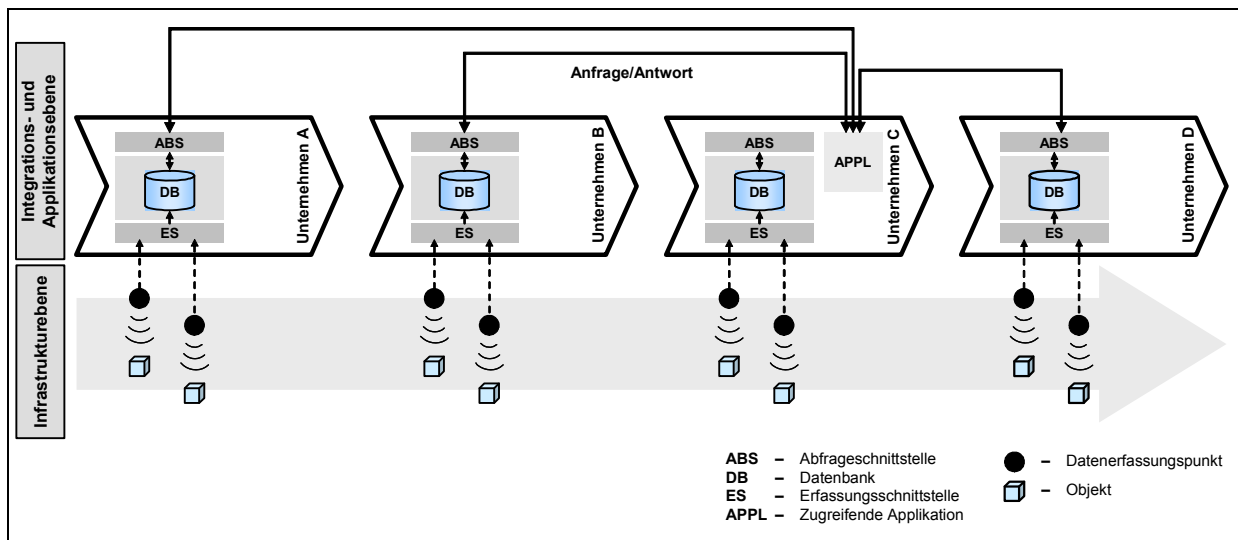 Integrations- und
Applikationsebene
Anfrage/Antwort
ABS
DB
ES
Unternehmen A
ABS
DB
ES
Unternehmen B
ABS
DB
ES
APPL
Unternehmen C
ABS
DB
ES
Unternehmen D
Infrastrukturebene
ABS – Abfrageschnittstelle
DB – Datenbank
ES – Erfassungsschnittstelle
APPL – Zugreifende Applikation
– Datenerfassungspunkt
– Objekt